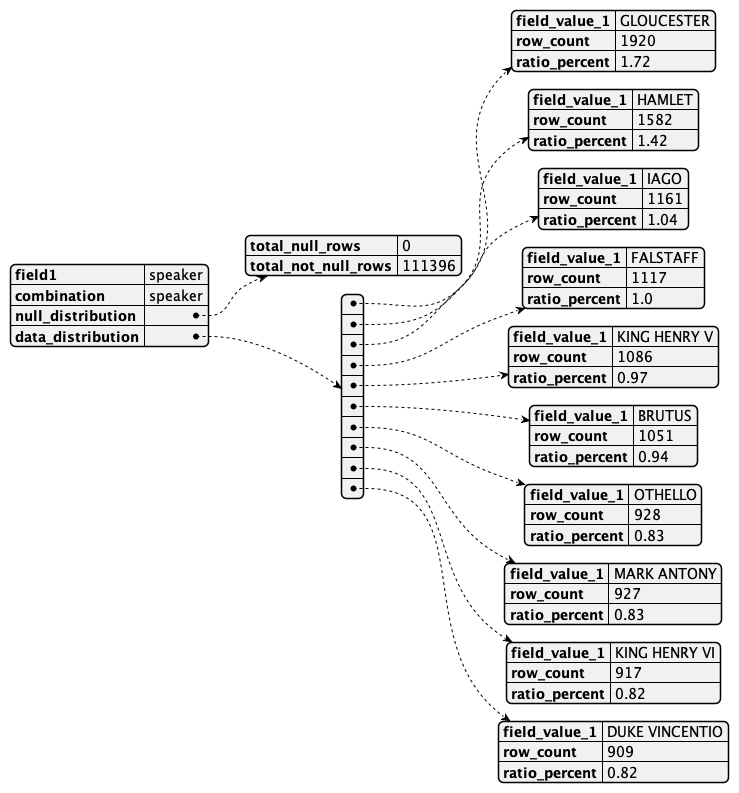 field1 speaker
combination speaker
null_distribution
data_distribution
total_null_rows 0
total_not_null_rows 111396
field_value_1 GLOUCESTER
row_count 1920
ratio_percent 1.72
field_value_1 HAMLET
row_count 1582
ratio_percent 1.42
field_value_1 IAGO
row_count 1161
ratio_percent 1.04
field_value_1 FALSTAFF
row_count 1117
ratio_percent 1.0
field_value_1 KING HENRY V
row_count 1086
ratio_percent 0.97
field_value_1 BRUTUS
row_count 1051
ratio_percent 0.94
field_value_1 OTHELLO
row_count 928
ratio_percent 0.83
field_value_1 MARK ANTONY
row_count 927
ratio_percent 0.83
field_value_1 KING HENRY VI
row_count 917
ratio_percent 0.82
field_value_1 DUKE VINCENTIO
row_count 909
ratio_percent 0.82